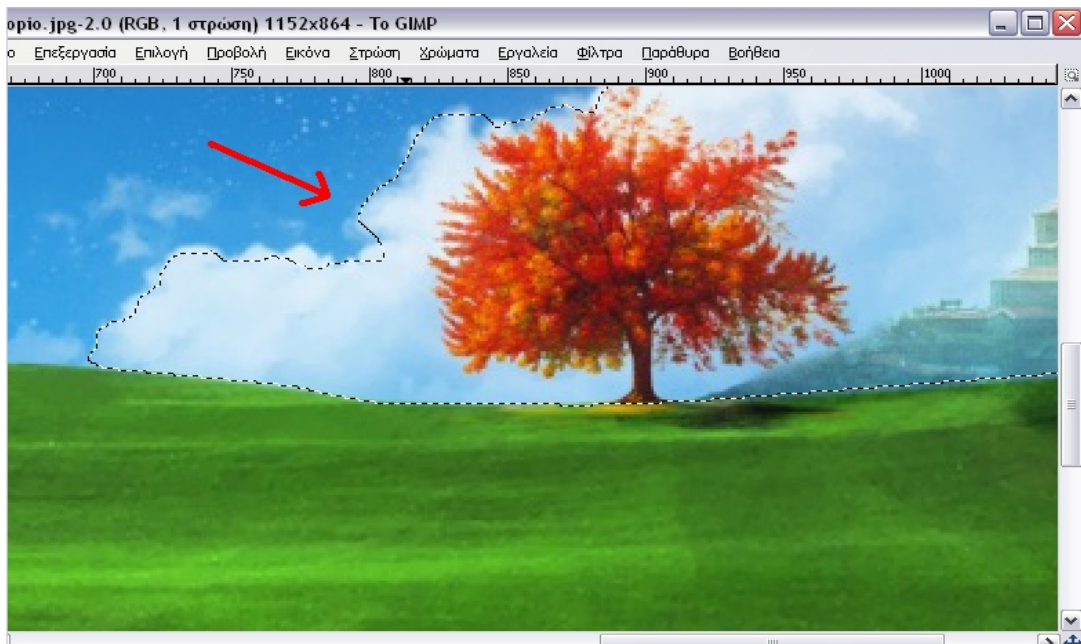 opio.jpg-2.0 (RGB, 1 στρώση) 1152x864 - Το GIMP
ο Επεξεργασία Επιλογή Προβολή Εικόνα Στρώση Χρώματα Εργαλεία Φίλτρα Παράθυρα Βοήθεια
700 750 800 850 900 950 1000